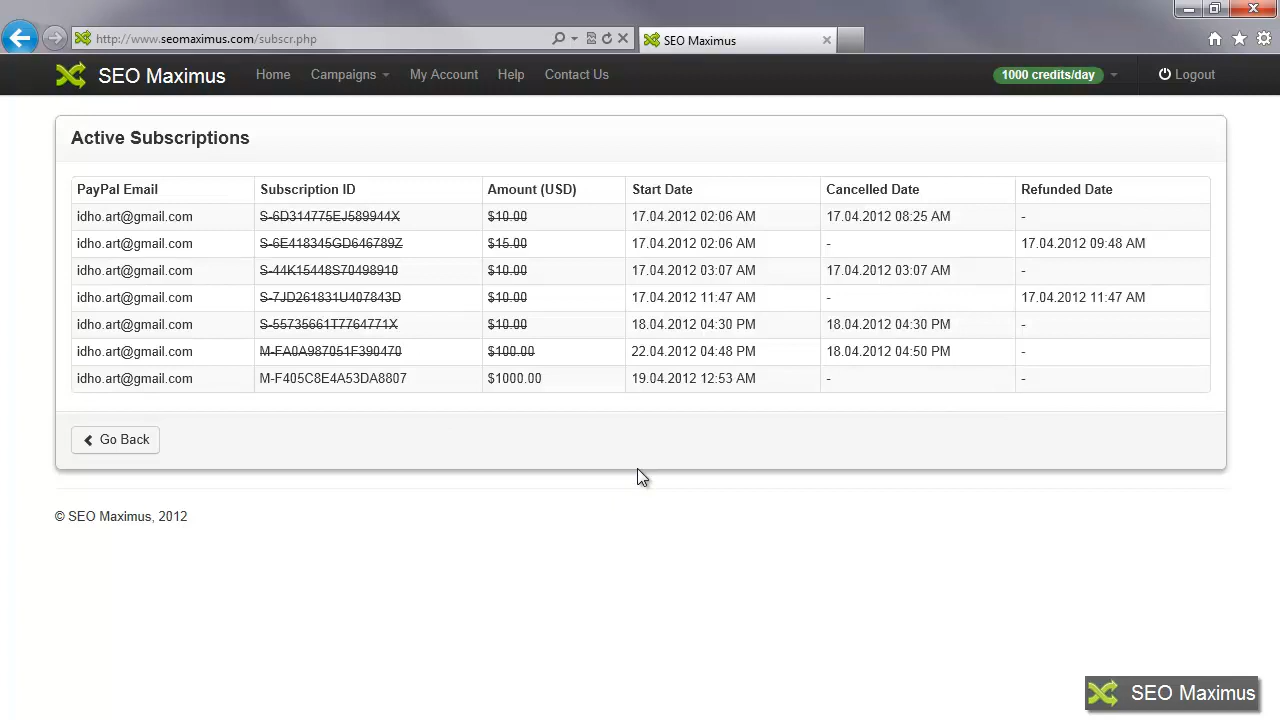 http://www.seomaximus.com/subscr.php
SEO Maximus
SEO Maximus Home Campaigns My Account Help Contact Us 1000 credits/day Logout
Active Subscriptions
PayPal Email Subscription ID Amount (USD) Start Date Cancelled Date Refunded Date
idho.art@gmail.com S-6D314775EJ589944X $10.00 17.04.2012 02:06 AM 17.04.2012 08:25 AM -
idho.art@gmail.com S-6E418345GD646789Z $15.00 17.04.2012 02:06 AM - 17.04.2012 09:48 AM
idho.art@gmail.com S-44K15448S70498910 $10.00 17.04.2012 03:07 AM 17.04.2012 03:07 AM -
idho.art@gmail.com S-7JD261831U407843D $10.00 17.04.2012 11:47 AM - 17.04.2012 11:47 AM
idho.art@gmail.com S-55735661T7764771X $10.00 18.04.2012 04:30 PM 18.04.2012 04:30 PM -
idho.art@gmail.com M-FA0A987051F390470 $100.00 22.04.2012 04:48 PM 18.04.2012 04:50 PM -
idho.art@gmail.com M-F405C8E4A53DA8807 $1000.00 19.04.2012 12:53 AM - -
Go Back
© SEO Maximus, 2012
SEO Maximus